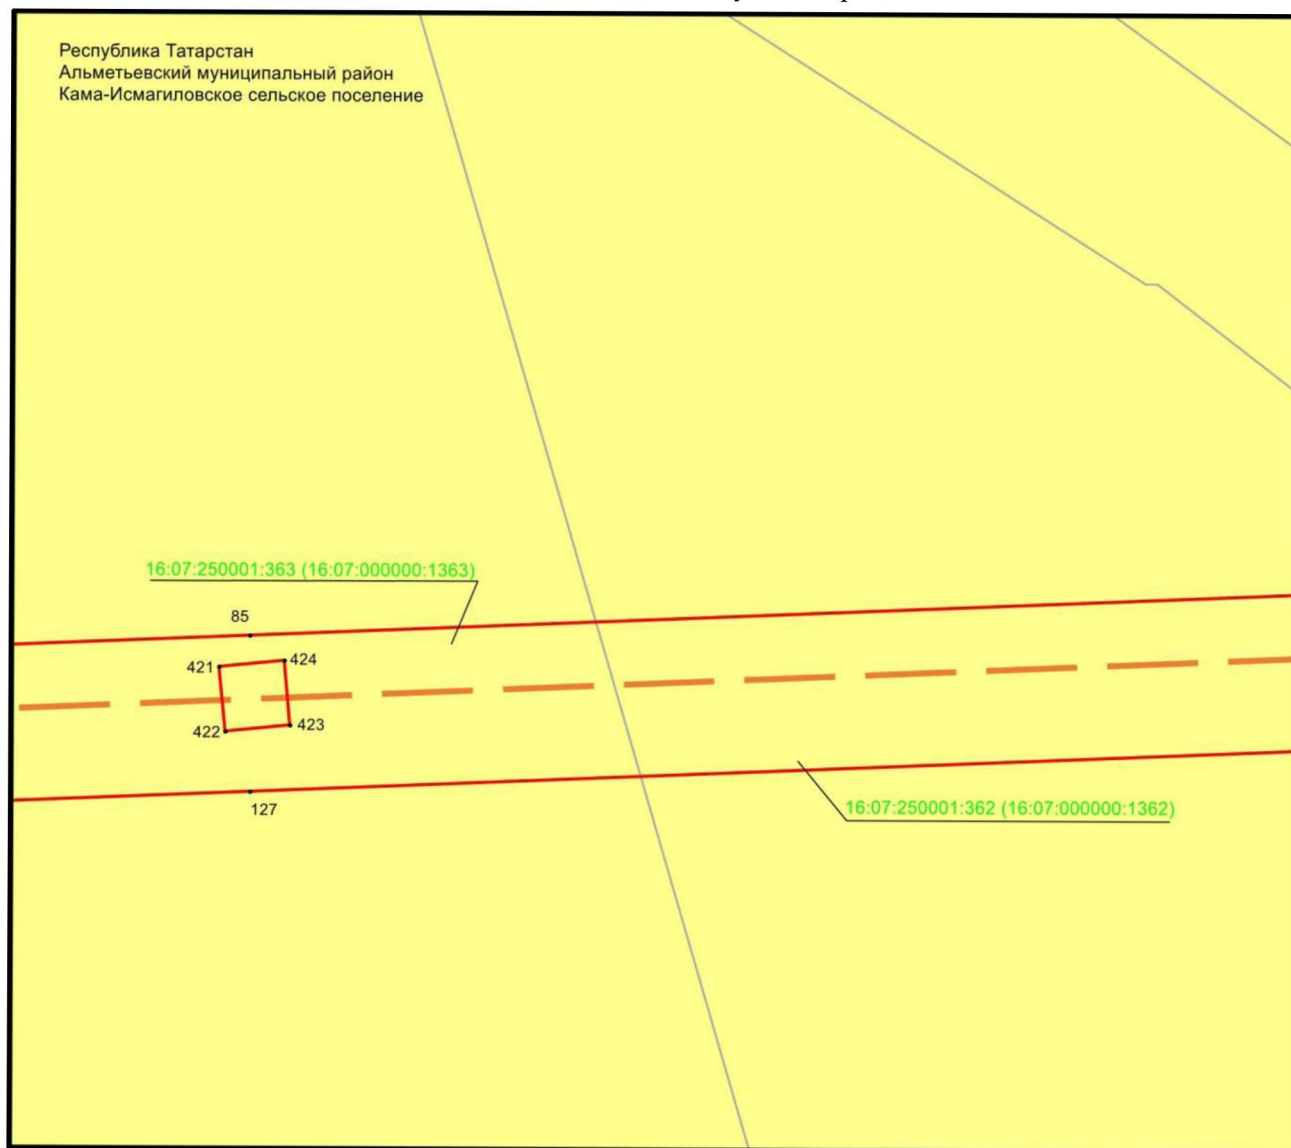 Республика Татарстан
Альметьевский муниципальный район
Кама-Исмагиловское сельское поселение
16:07:250001:363 (16:07:000000:1363)
85
421
424
422
423
127
16:07:250001:362 (16:07:000000:1362)